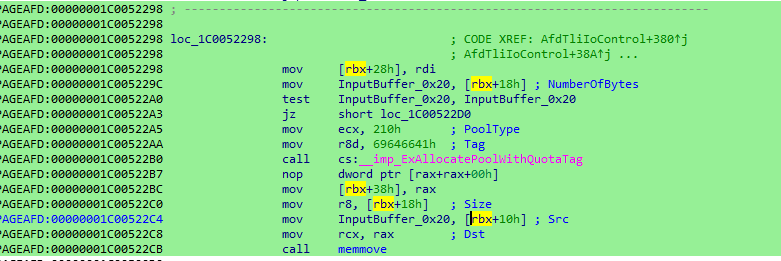 PAGEAFD:00000001C0052298 ; ---------------------------------------------------------------------------
PAGEAFD:00000001C0052298
PAGEAFD:00000001C0052298 loc_1C0052298: ; CODE XREF: AfdTliIoControl+380↑j
PAGEAFD:00000001C0052298 ; AfdTliIoControl+38A↑j ...
PAGEAFD:00000001C0052298 mov [rbx+28h], rdi
PAGEAFD:00000001C005229C mov InputBuffer_0x20, [rbx+18h] ; NumberOfBytes
PAGEAFD:00000001C00522A0 test InputBuffer_0x20, InputBuffer_0x20
PAGEAFD:00000001C00522A3 jz short loc_1C00522D0
PAGEAFD:00000001C00522A5 mov ecx, 210h ; PoolType
PAGEAFD:00000001C00522AA mov r8d, 69646641h ; Tag
PAGEAFD:00000001C00522B0 call cs:__imp_ExAllocatePoolWithQuotaTag
PAGEAFD:00000001C00522B7 nop dword ptr [rax+rax+00h]
PAGEAFD:00000001C00522BC mov [rbx+38h], rax
PAGEAFD:00000001C00522C0 mov r8, [rbx+18h] ; Size
PAGEAFD:00000001C00522C4 mov InputBuffer_0x20, [rbx+10h] ; Src
PAGEAFD:00000001C00522C8 mov rcx, rax ; Dst
PAGEAFD:00000001C00522CB call memmove